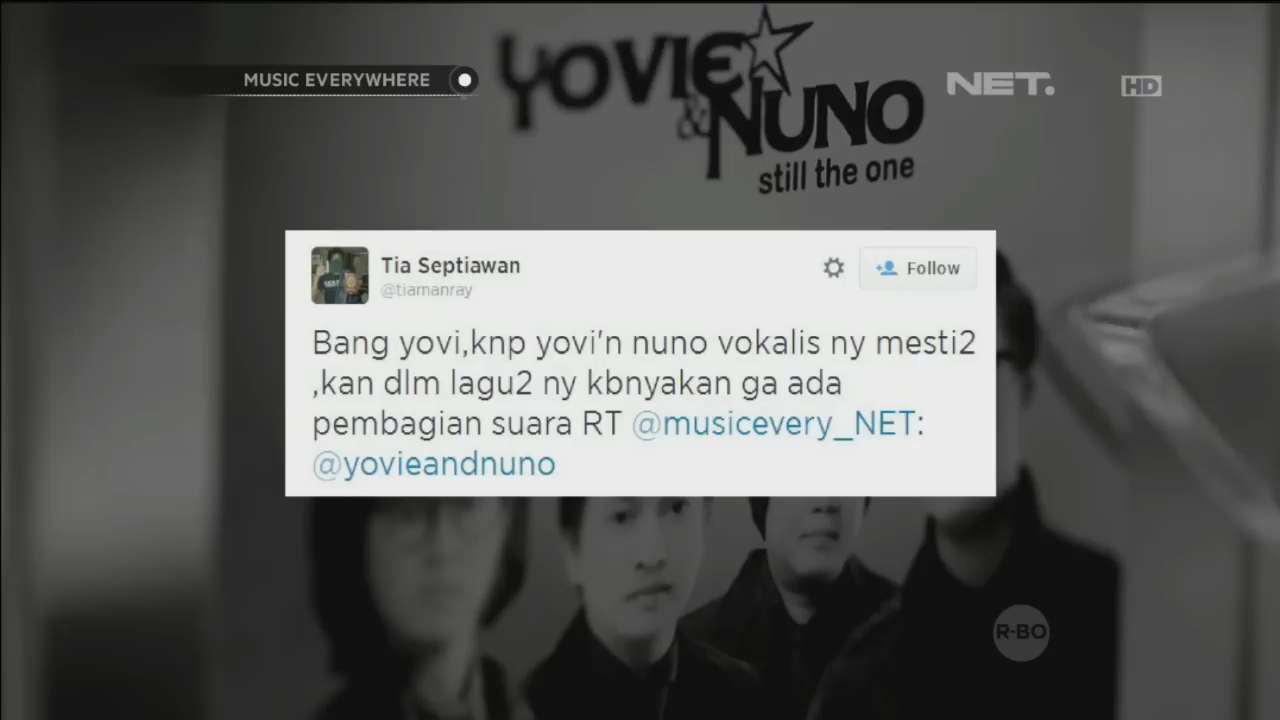 MUSIC EVERYWHERE
NET.
HD
YOVIE
& NUNO
still the one
Tia Septiawan
@tiamanray
Follow
Bang yovi,knp yovi'n nuno vokalis ny mesti2
,kan dlm lagu2 ny kbnyakan ga ada
pembagian suara RT @musicevery_NET:
@yovieandnuno
R-BO